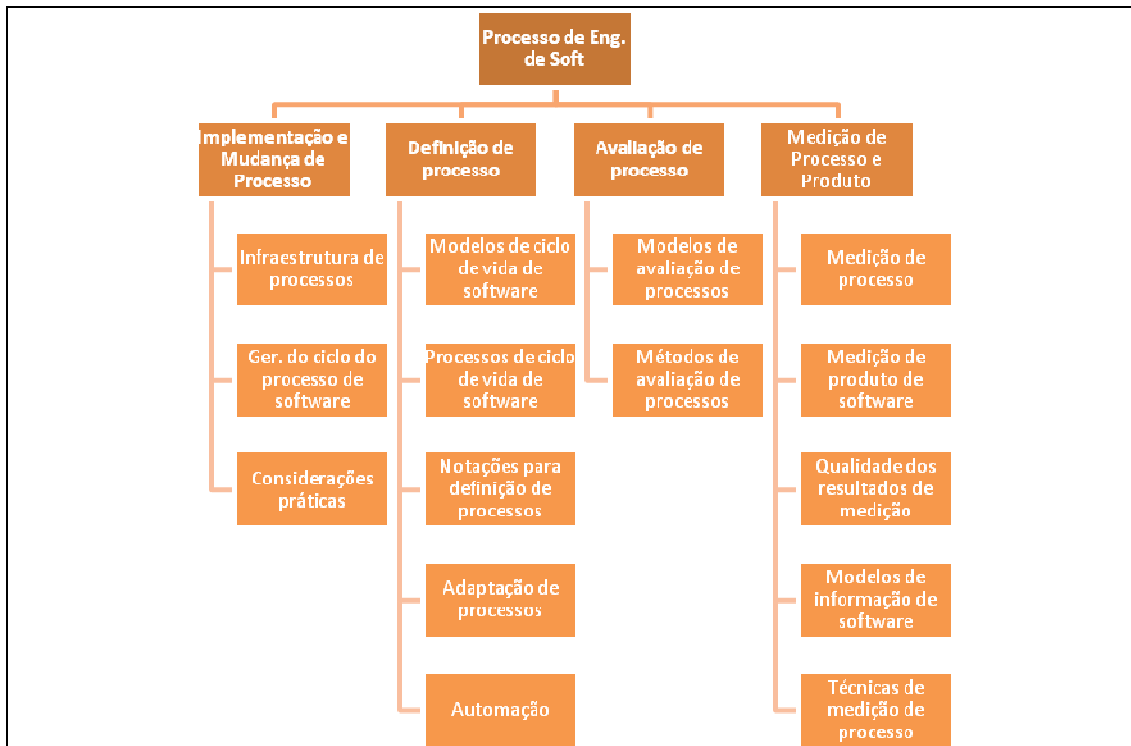 Processo de Eng.
de Soft
Implementação e
Mudança de
Processo
Infraestrutura de
processos
Ger. do ciclo do
processo de
software
Considerações
práticas
Definição de
processo
Modelos de ciclo
de vida de
software
Processos de ciclo
de vida de
software
Notações para
definição de
processos
Adaptação de
processos
Automação
Avaliação de
processo
Modelos de
avaliação de
processos
Métodos de
avaliação de
processos
Medição de
Processo e
Produto
Medição de
processo
Medição de
produto de
software
Qualidade dos
resultados de
medição
Modelos de
informação de
software
Técnicas de
medição de
processo